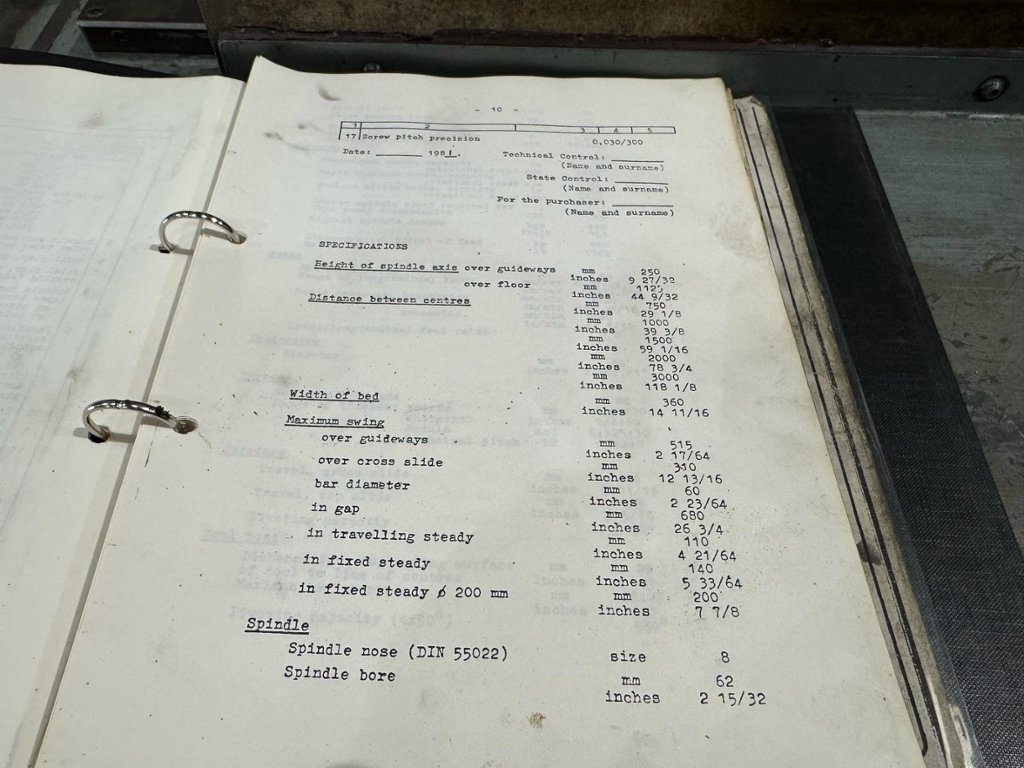 - 10 -
1 2 3 4 5
17 Screw pitch precision 0.030/300
Date: ______ 1981.
Technical Control: ________
(Name and surname)
State Control: ________
(Name and surname)
For the purchaser: ________
(Name and surname)
SPECIFICATIONS
Height of spindle axis over guideways mm 250
inches 9 27/32
over floor mm 1125
inches 44 9/32
Distance between centres mm 750
inches 29 1/8
mm 1000
inches 39 3/8
mm 1500
inches 59 1/16
mm 2000
inches 78 3/4
mm 3000
inches 118 1/8
Width of bed mm 360
inches 14 11/16
Maximum swing
over guideways mm 515
inches 2 17/64
over cross slide mm 310
inches 12 13/16
bar diameter mm 60
inches 2 23/64
in gap mm 680
inches 26 3/4
in travelling steady mm 110
inches 4 21/64
in fixed steady mm 140
inches 5 33/64
in fixed steady ø 200 mm mm 200
inches 7 7/8
Spindle
Spindle nose (DIN 55022) size 8
Spindle bore mm 62
inches 2 15/32